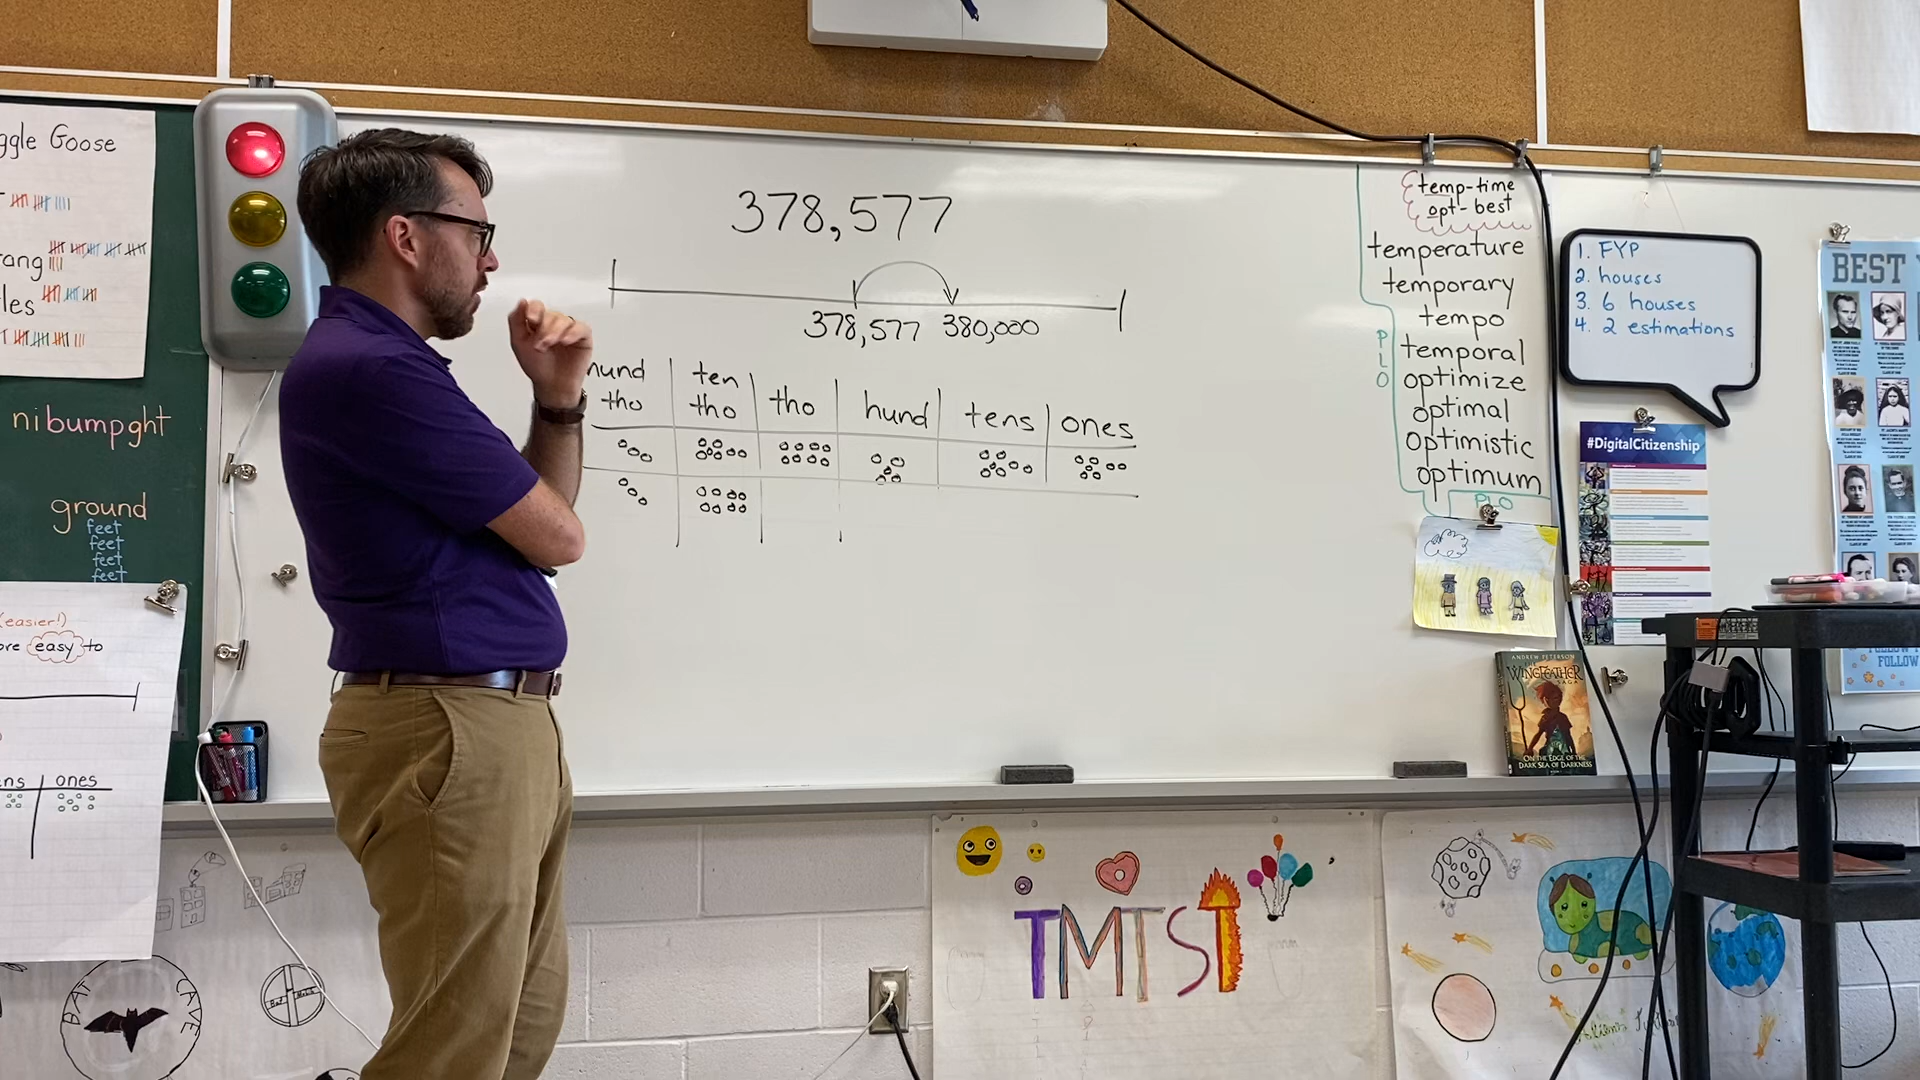 ggle Goose
rang
les
nibumpght
ground
feet
feet
feet
feet
(easier!)
ore easy to
ns ones
378,577
378,577 380,000
hund tho
ten tho
tho
hund
tens
ones
temp-time
opt-best
temperature
temporary
tempo
temporal
optimize
optimal
optimistic
optimum
PLO
PLO
1. FYP
2. houses
3. 6 houses
4. 2 estimations
#DigitalCitizenship
BEST
FOLLOW
ANDREW PETERSON
WINGFEATHER
SAGA
ON THE EDGE OF THE
DARK SEA OF DARKNESS
TMTST
BAT CAVE